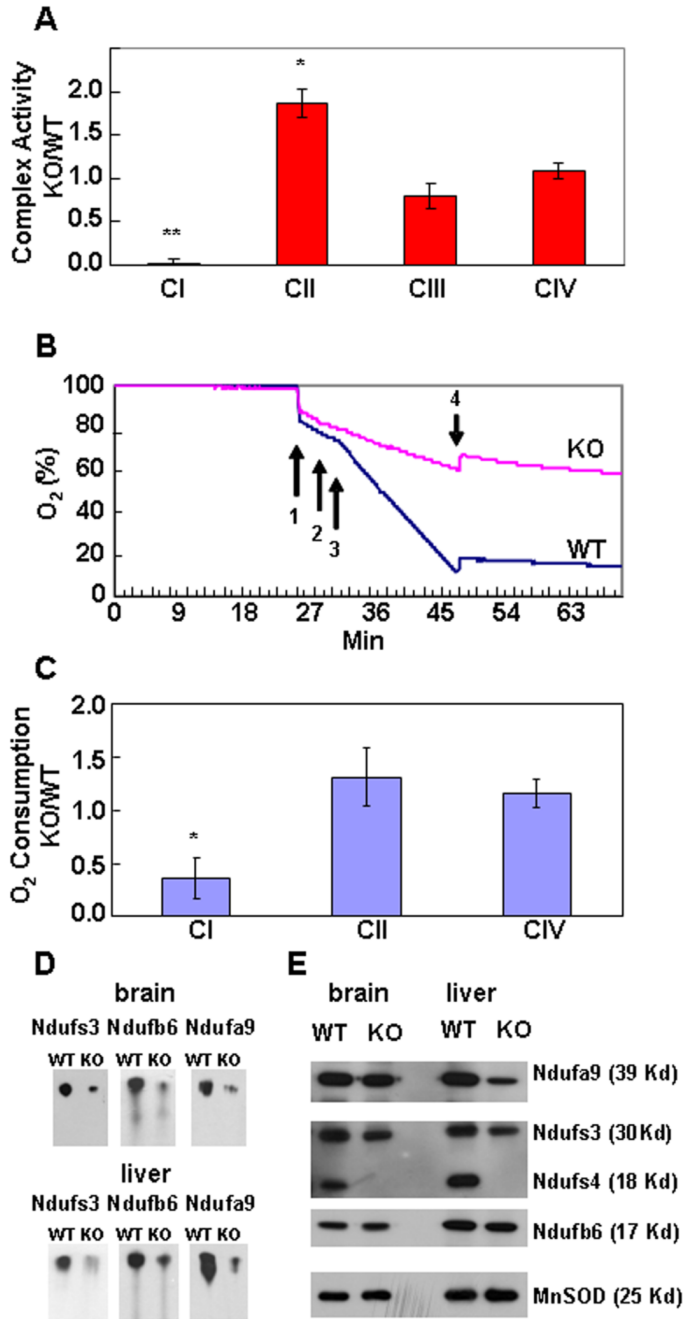 A
Complex Activity
KO/WT
2.0
1.5
1.0
0.5
0.0
**
*
CI CII CIII CIV
B
O2 (%)
100
80
60
40
20
0
1
2
3
4
KO
WT
0 9 18 27 36 45 54 63
Min
C
O2 Consumption
KO/WT
2.0
1.5
1.0
0.5
0.0
*
CI CII CIV
D
brain
Ndufs3 Ndufb6 Ndufa9
WT KO WT KO WT KO
liver
Ndufs3 Ndufb6 Ndufa9
WT KO WT KO WT KO
E
brain liver
WT KO WT KO
Ndufa9 (39 Kd)
Ndufs3 (30Kd)
Ndufs4 (18 Kd)
Ndufb6 (17 Kd)
MnSOD (25 Kd)